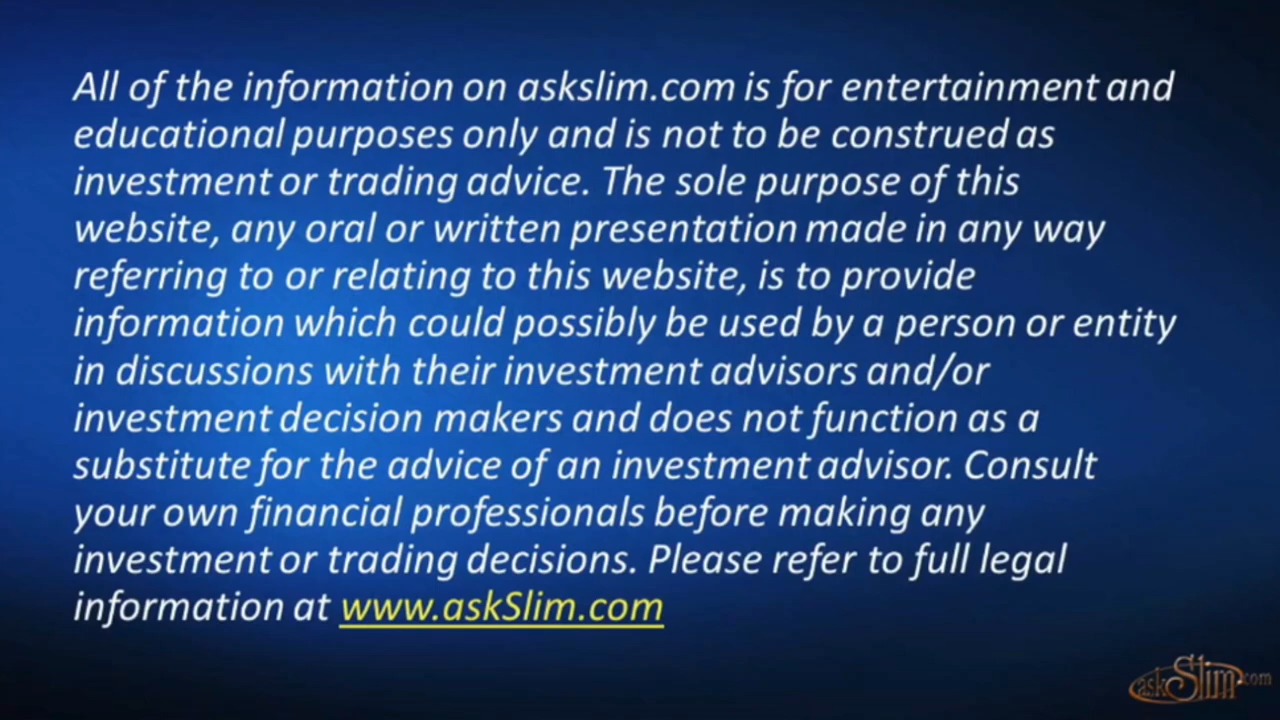 All of the information on askslim.com is for entertainment and
educational purposes only and is not to be construed as
investment or trading advice. The sole purpose of this
website, any oral or written presentation made in any way
referring to or relating to this website, is to provide
information which could possibly be used by a person or entity
in discussions with their investment advisors and/or
investment decision makers and does not function as a
substitute for the advice of an investment advisor. Consult
your own financial professionals before making any
investment or trading decisions. Please refer to full legal
information at www.askSlim.com
askSlim.com